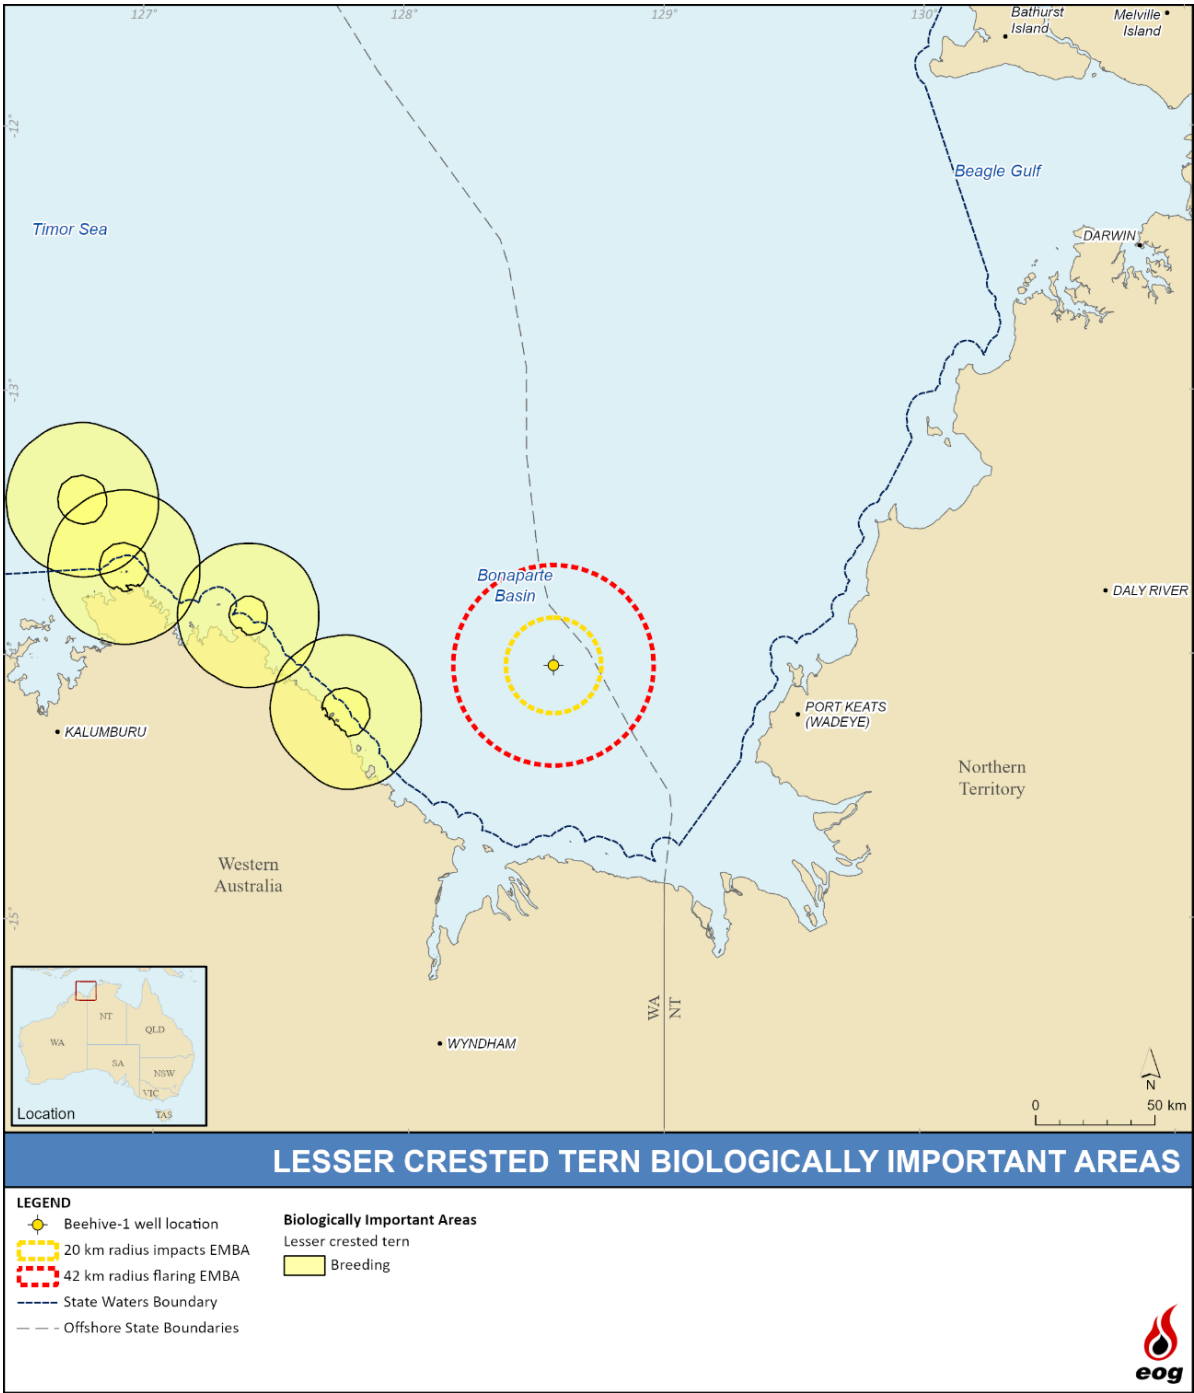 127°
128°
129°
130°
Bathurst
Island
Melville
Island
-12°
Beagle Gulf
Timor Sea
DARWIN
-13°
Bonaparte
Basin
DALY RIVER
PORT KEATS
(WADEYE)
KALUMBURU
Northern
Territory
Western
Australia
-15°
WA
NT
WYNDHAM
NT
QLD
WA
SA
NSW
VIC
TAS
Location
N
0
50 km
LESSER CRESTED TERN BIOLOGICALLY IMPORTANT AREAS
LEGEND
Beehive-1 well location
20 km radius impacts EMBA
42 km radius flaring EMBA
State Waters Boundary
Offshore State Boundaries
Biologically Important Areas
Lesser crested tern
Breeding
eog